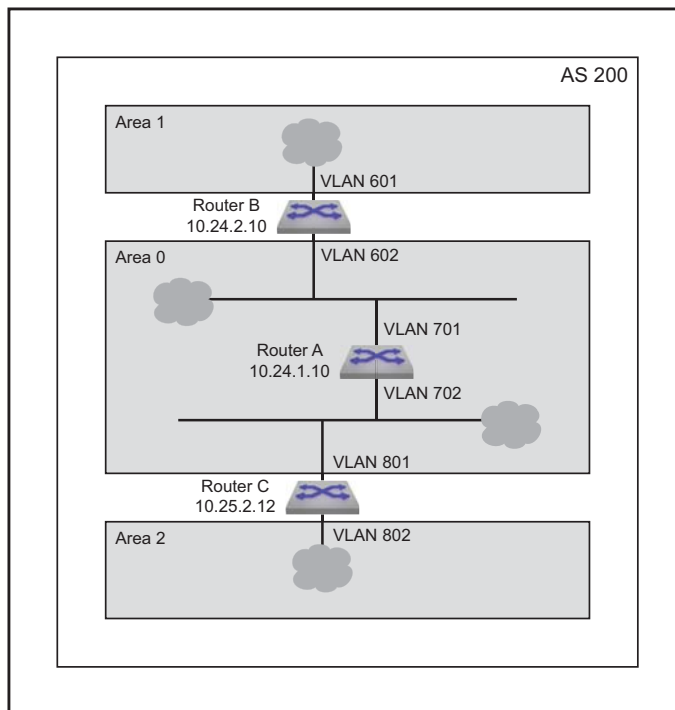 AS 200
Area 1
VLAN 601
Router B
10.24.2.10
Area 0
VLAN 602
VLAN 701
Router A
10.24.1.10
VLAN 702
VLAN 801
Router C
10.25.2.12
Area 2
VLAN 802